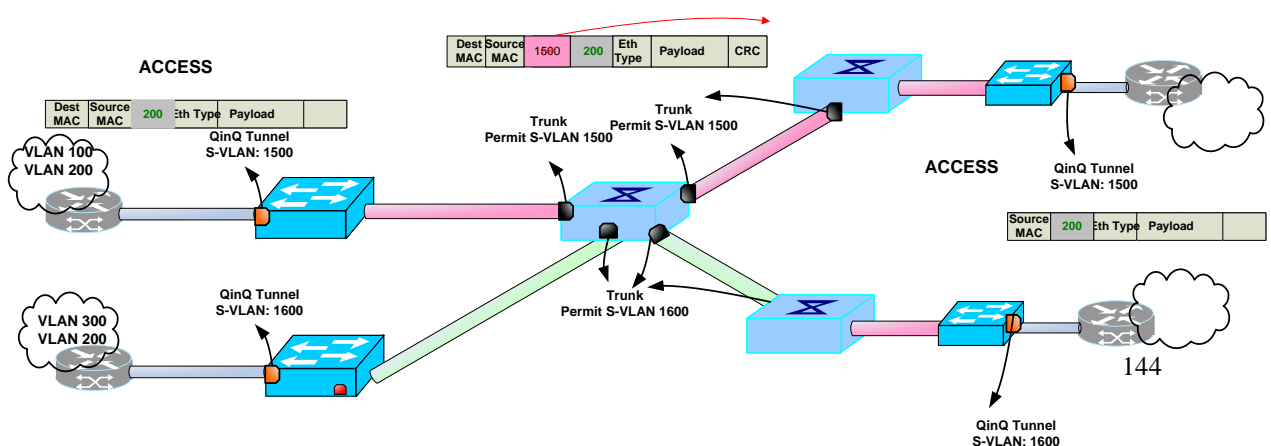 Dest MAC
Source MAC
1500
200
Eth Type
Payload
CRC
ACCESS
Dest MAC
Source MAC
200
Eth Type
Payload
QinQ Tunnel
S-VLAN: 1500
VLAN 100
VLAN 200
Trunk
Permit S-VLAN 1500
Trunk
Permit S-VLAN 1500
ACCESS
QinQ Tunnel
S-VLAN: 1500
Source MAC
200
Eth Type
Payload
QinQ Tunnel
S-VLAN: 1600
VLAN 300
VLAN 200
Trunk
Permit S-VLAN 1600
144
QinQ Tunnel
S-VLAN: 1600